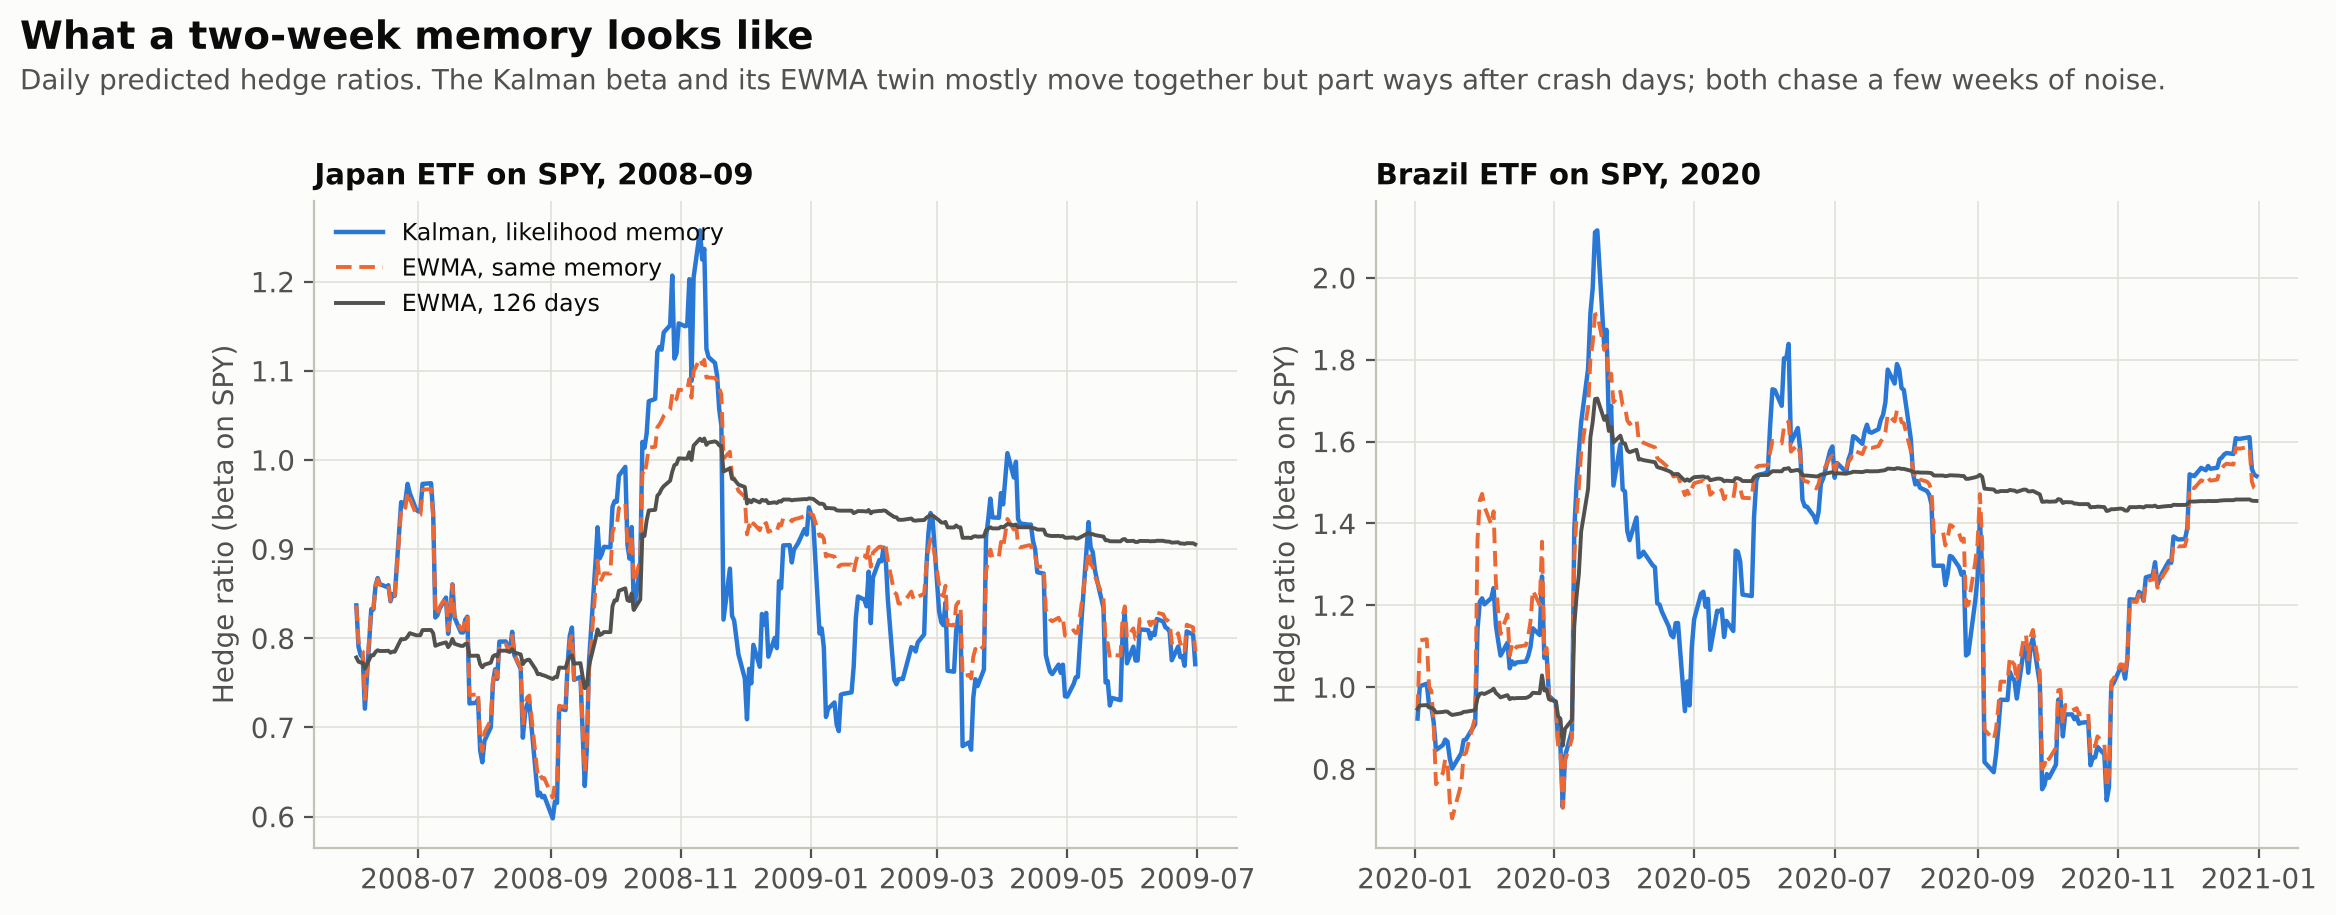 What a two-week memory looks like
Daily predicted hedge ratios. The Kalman beta and its EWMA twin mostly move together but part ways after crash days; both chase a few weeks of noise.
Japan ETF on SPY, 2008–09
Kalman, likelihood memory
EWMA, same memory
EWMA, 126 days
Hedge ratio (beta on SPY)
1.2
1.1
1.0
0.9
0.8
0.7
0.6
2008-07 2008-09 2008-11 2009-01 2009-03 2009-05 2009-07
Brazil ETF on SPY, 2020
Hedge ratio (beta on SPY)
2.0
1.8
1.6
1.4
1.2
1.0
0.8
2020-01 2020-03 2020-05 2020-07 2020-09 2020-11 2021-01